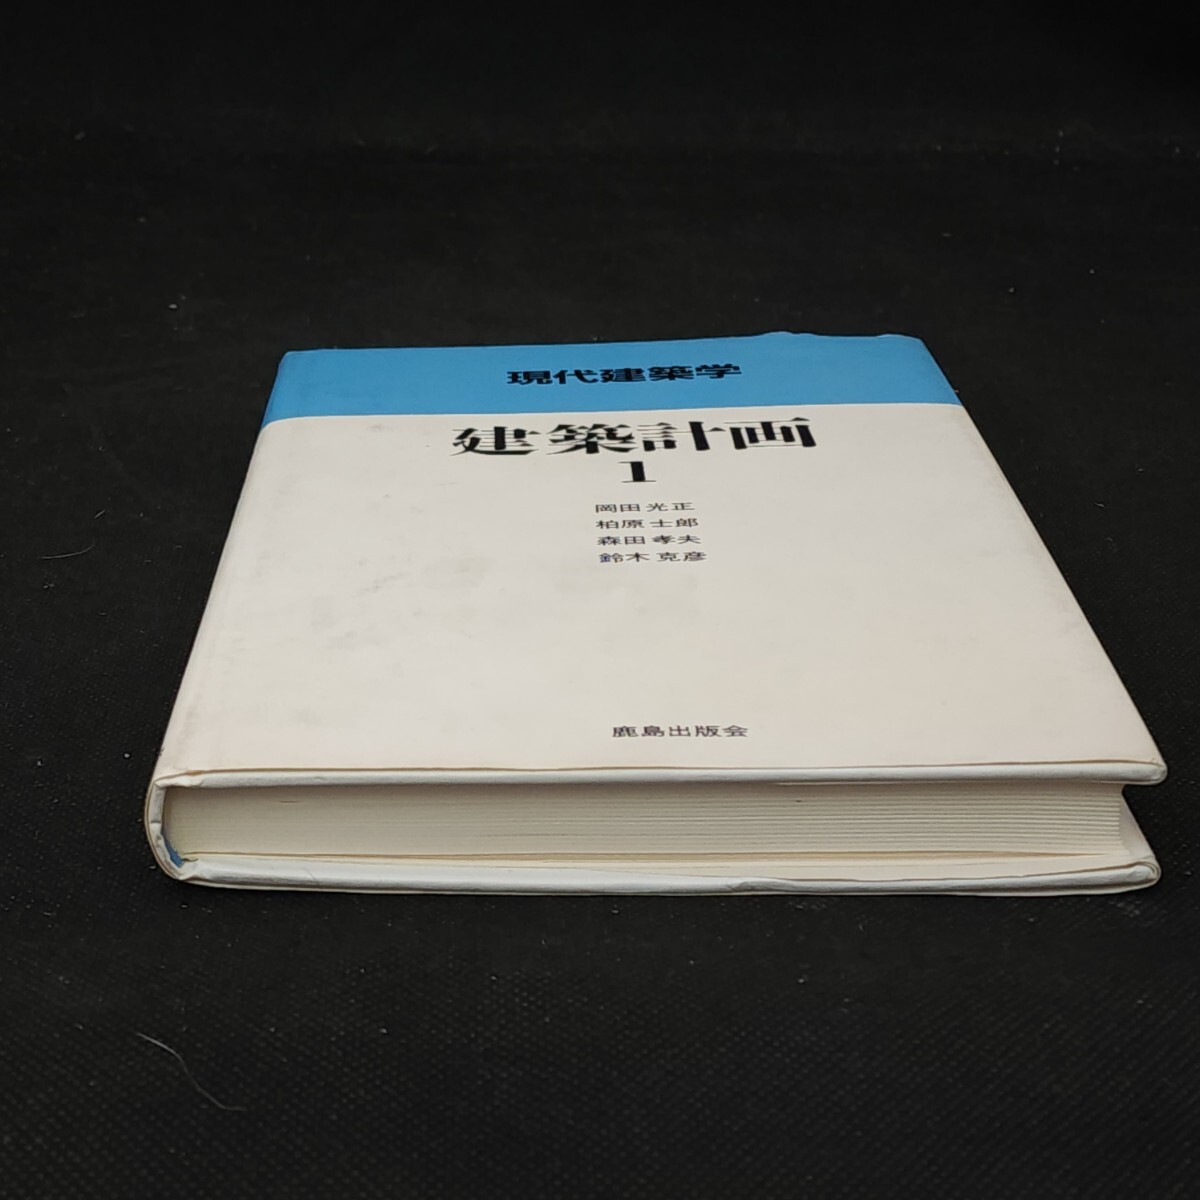 現代建築学
建築計画
1
岡田 光正
柏原 士郎
森田 孝夫
鈴木 克彦
鹿島出版会